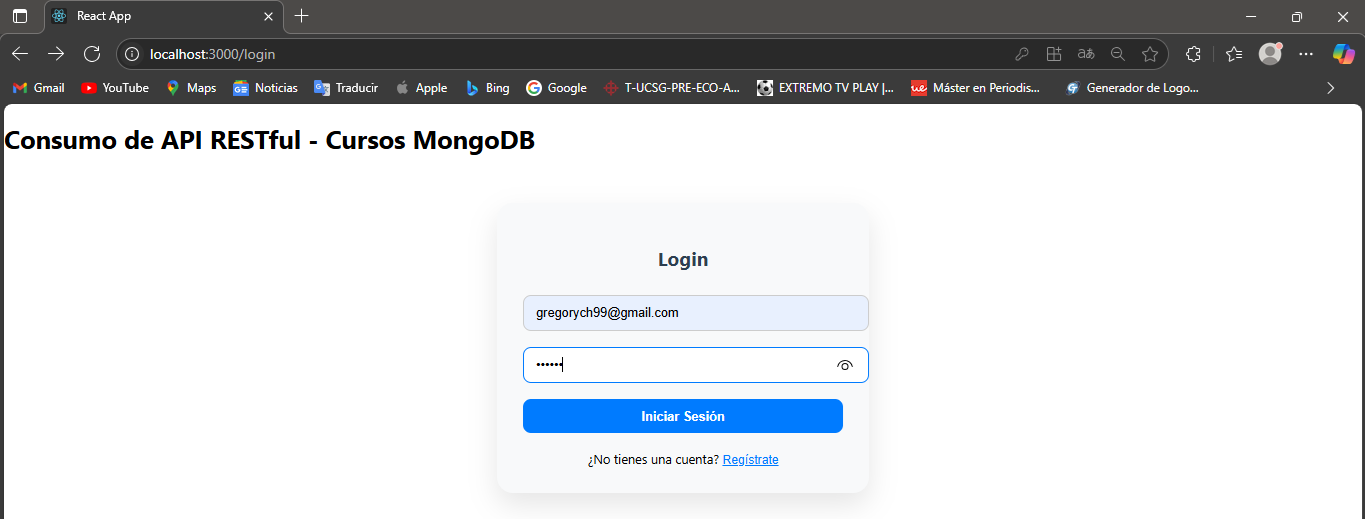 React App
localhost:3000/login
Gmail YouTube Maps Noticias Traducir Apple Bing Google T-UCSG-PRE-ECO-A... EXTREMO TV PLAY |... Máster en Periodis... Generador de Logo...
Consumo de API RESTful - Cursos MongoDB
Login
gregorych99@gmail.com
••••••
Iniciar Sesión
¿No tienes una cuenta? Regístrate